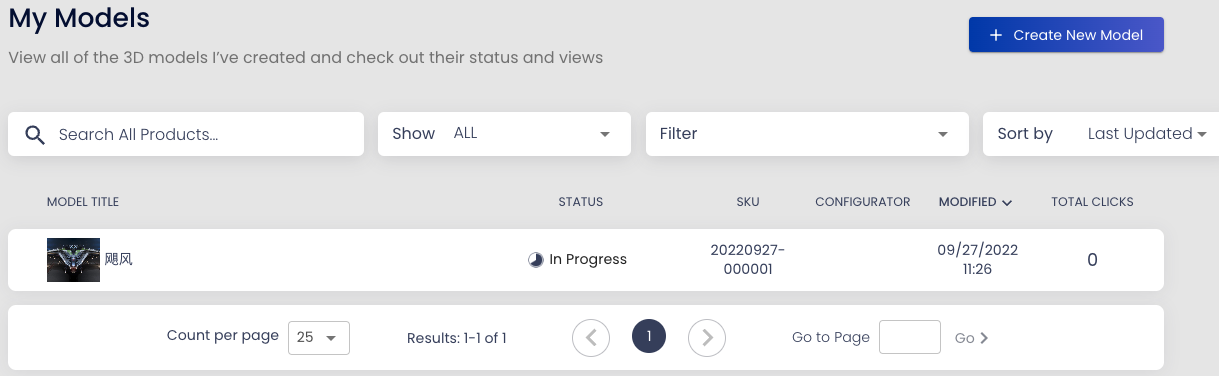 My Models
+ Create New Model
View all of the 3D models I've created and check out their status and views
Search All Products...
Show ALL
Filter
Sort by Last Updated
MODEL TITLE STATUS SKU CONFIGURATOR MODIFIED TOTAL CLICKS
飓风 In Progress 20220927-000001 09/27/2022 11:26 0
Count per page 25 Results: 1-1 of 1 1 Go to Page Go